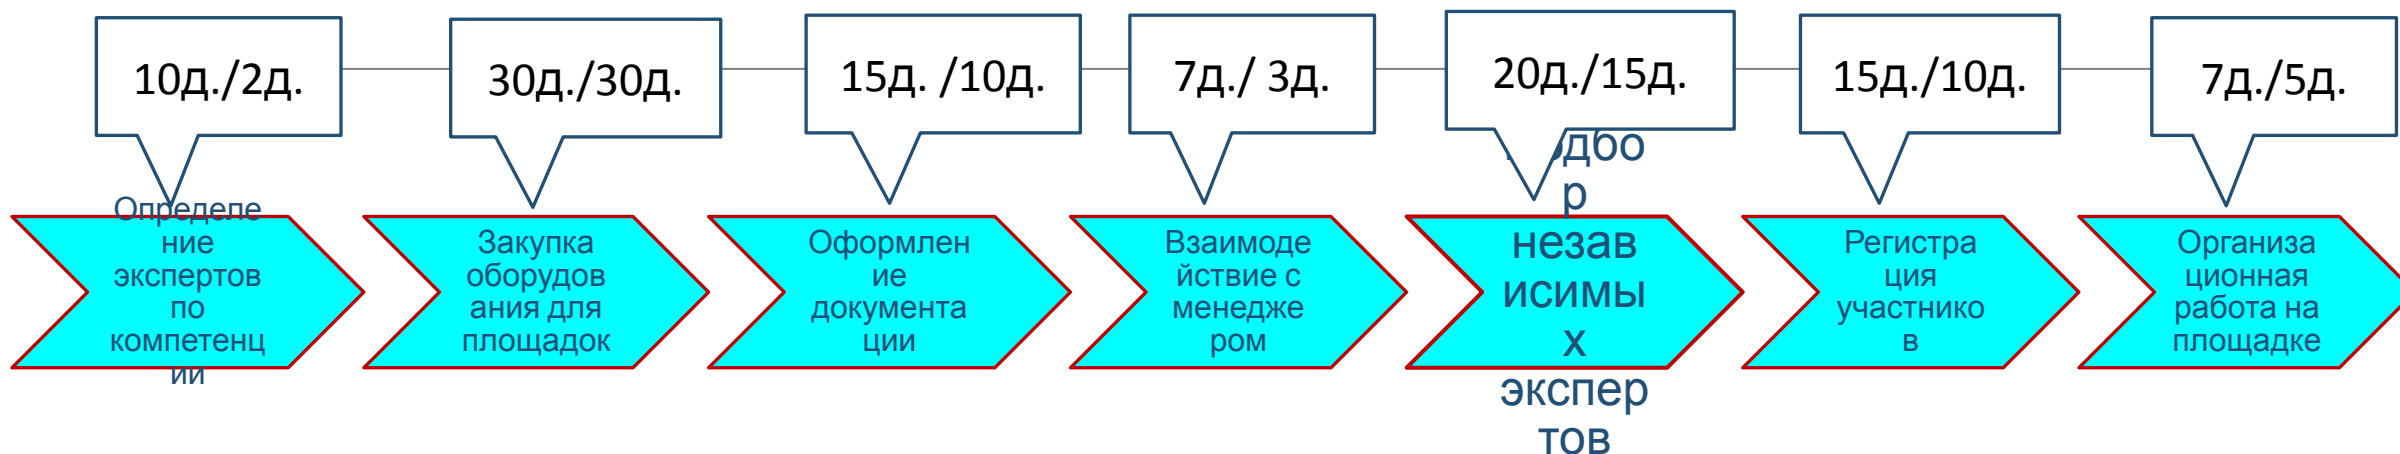 10д./2д.
30д./30д.
15д. /10д.
7д./ 3д.
20д./15д.
15д./10д.
7д./5д.
Определе
ние
экспертов
по
компетенц
ии
Закупка
оборудов
ания для
площадок
Оформлен
ие
документа
ции
Взаимоде
йствие с
менедже
ром
р
незав
исимы
х
экспер
тов
Регистра
ция
участнико
в
Организа
ционная
работа на
площадке